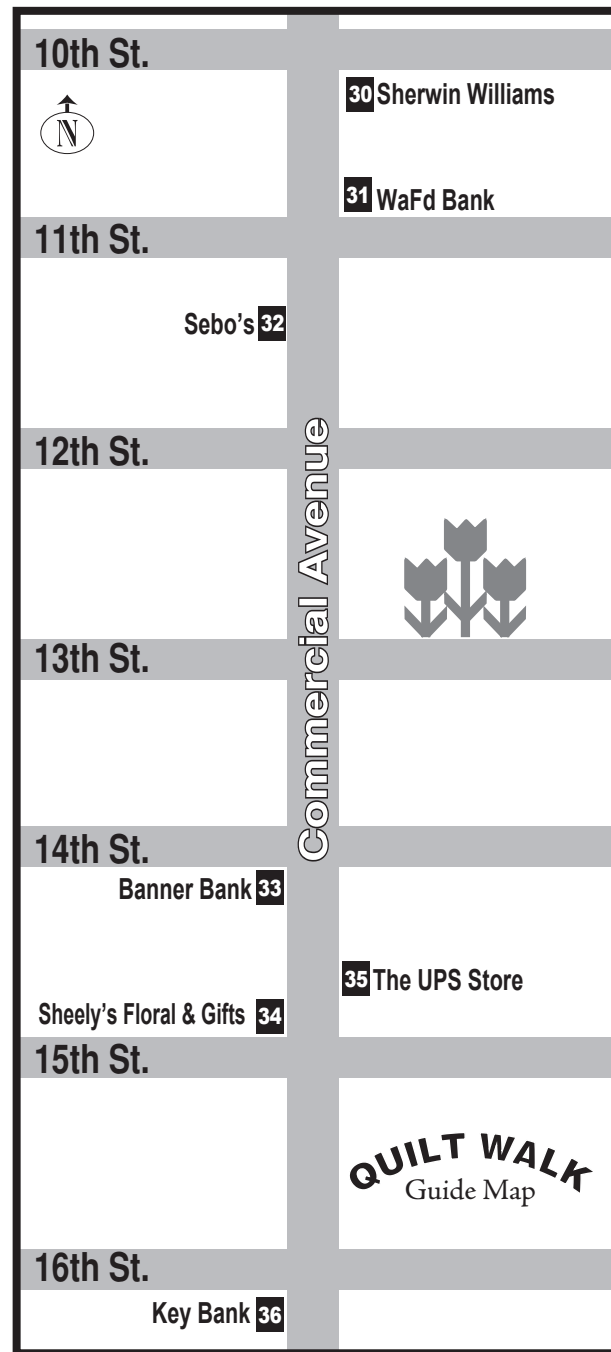 10th St.
N
30 Sherwin Williams
31 WaFd Bank
11th St.
Sebo's 32
12th St.
Commercial Avenue
13th St.
14th St.
Banner Bank 33
35 The UPS Store
Sheely's Floral & Gifts 34
15th St.
QUILT WALK
Guide Map
16th St.
Key Bank 36